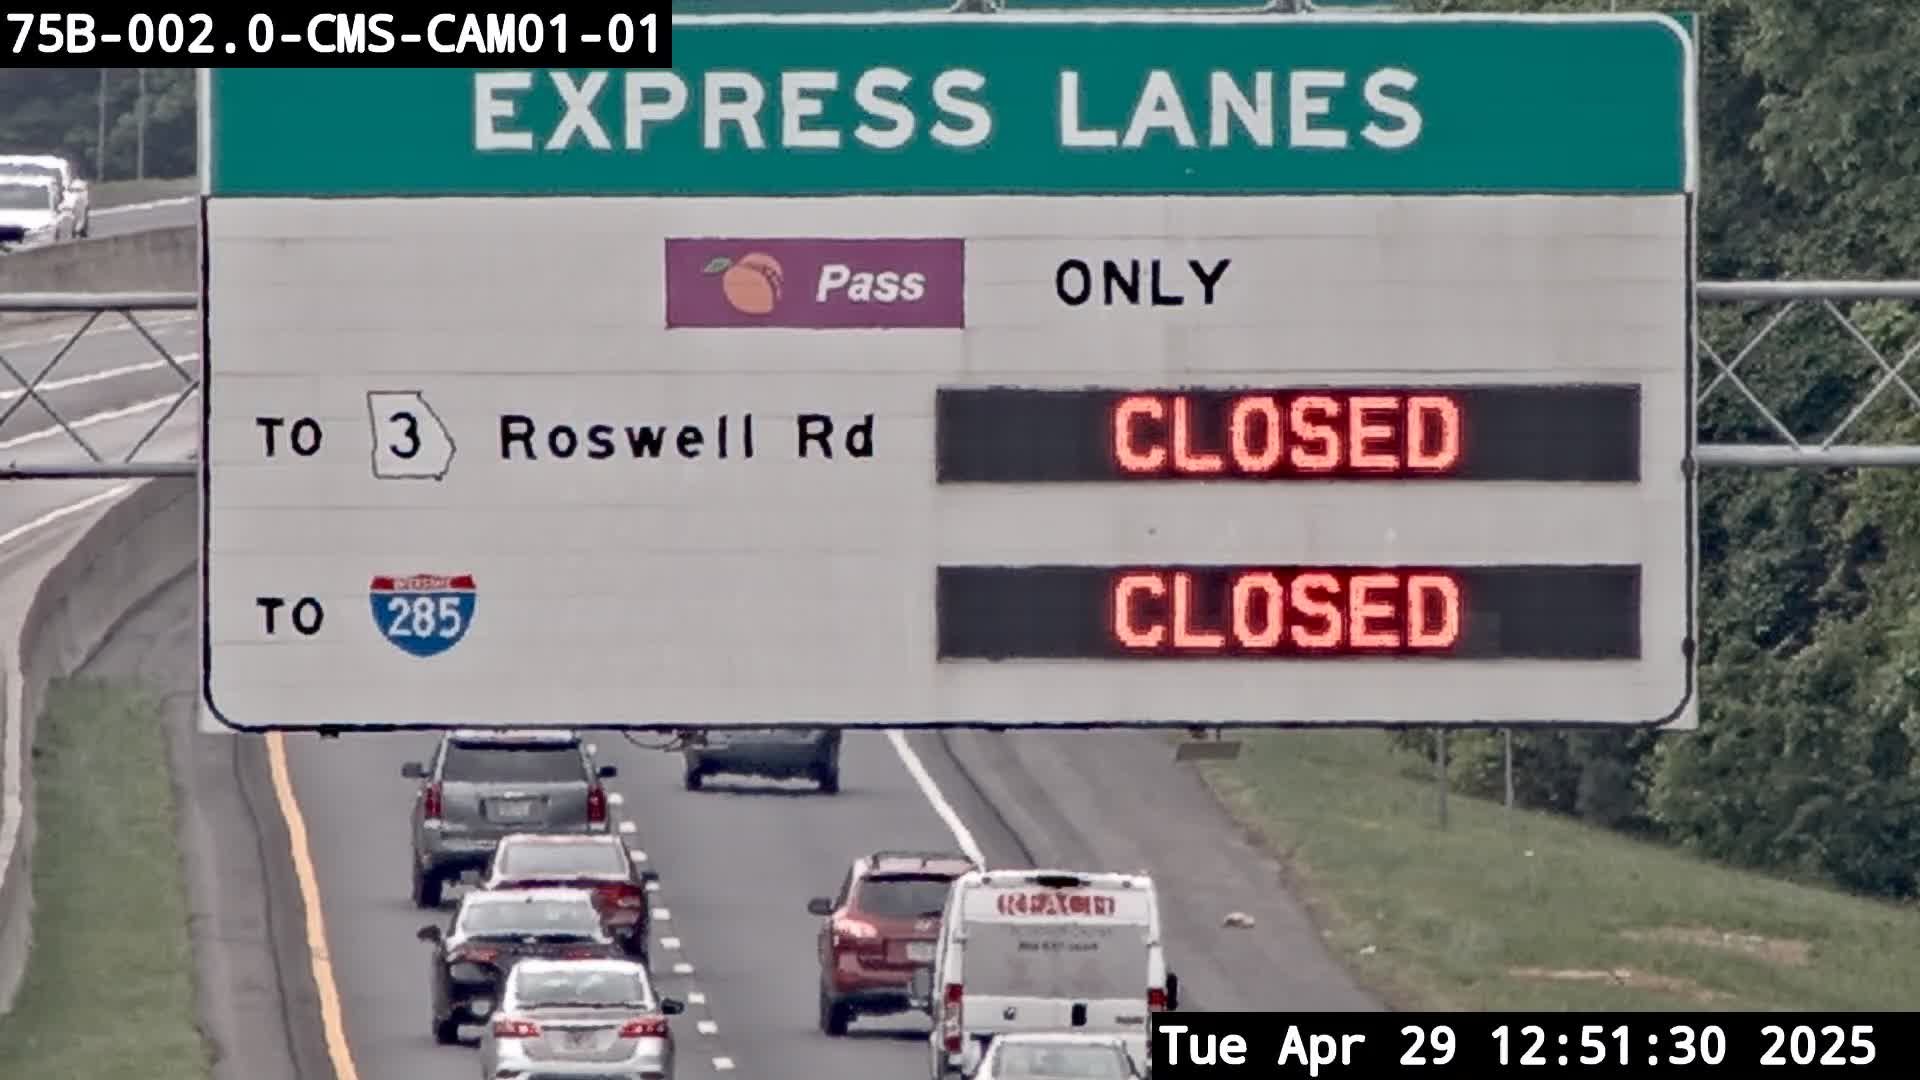 75B-002.0-CMS-CAM01-01
EXPRESS LANES
Pass ONLY
TO 3 Roswell Rd CLOSED
INTERSTATE
TO 285 CLOSED
Tue Apr 29 12:51:30 2025